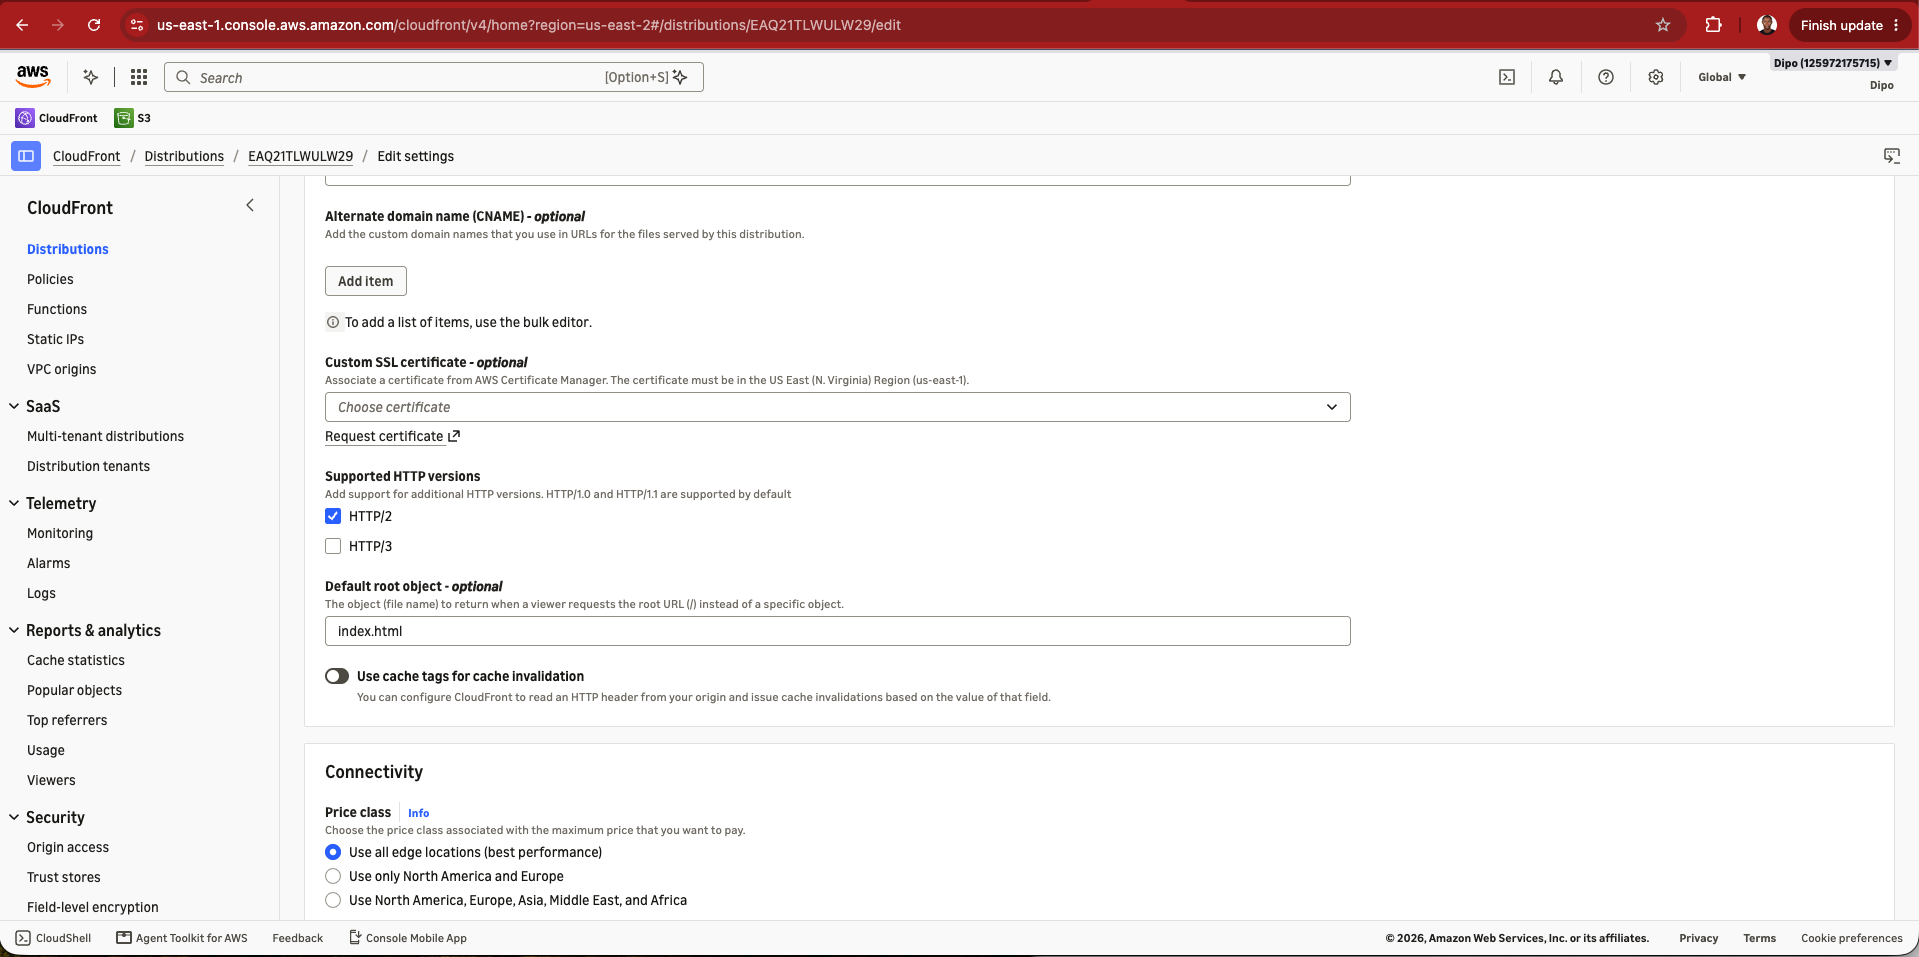 us-east-1.console.aws.amazon.com/cloudfront/v4/home?region=us-east-2#/distributions/EAQ21TLWULW29/edit
Finish update
aws
Search
[Option+S]
Global
Dipo (125972175715)
Dipo
CloudFront
S3
CloudFront / Distributions / EAQ21TLWULW29 / Edit settings
CloudFront
Distributions
Policies
Functions
Static IPs
VPC origins
SaaS
Multi-tenant distributions
Distribution tenants
Telemetry
Monitoring
Alarms
Logs
Reports & analytics
Cache statistics
Popular objects
Top referrers
Usage
Viewers
Security
Origin access
Trust stores
Field-level encryption
Alternate domain name (CNAME) - optional
Add the custom domain names that you use in URLs for the files served by this distribution.
Add item
To add a list of items, use the bulk editor.
Custom SSL certificate - optional
Associate a certificate from AWS Certificate Manager. The certificate must be in the US East (N. Virginia) Region (us-east-1).
Choose certificate
Request certificate
Supported HTTP versions
Add support for additional HTTP versions. HTTP/1.0 and HTTP/1.1 are supported by default
HTTP/2
HTTP/3
Default root object - optional
The object (file name) to return when a viewer requests the root URL (/) instead of a specific object.
index.html
Use cache tags for cache invalidation
You can configure CloudFront to read an HTTP header from your origin and issue cache invalidations based on the value of that field.
Connectivity
Price class
Info
Choose the price class associated with the maximum price that you want to pay.
Use all edge locations (best performance)
Use only North America and Europe
Use North America, Europe, Asia, Middle East, and Africa
CloudShell
Agent Toolkit for AWS
Feedback
Console Mobile App
© 2026, Amazon Web Services, Inc. or its affiliates.
Privacy
Terms
Cookie preferences